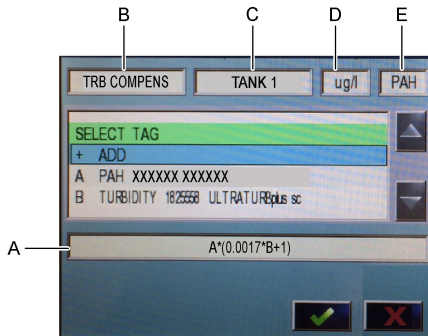 B C D E
TRB COMPENS TANK 1 ug/l PAH
SELECT TAG
+ ADD
A PAH XXXXXX XXXXXX
B TURBIDITY 1825558 ULTRATURBplus sc
A A*(0.0017*B+1)